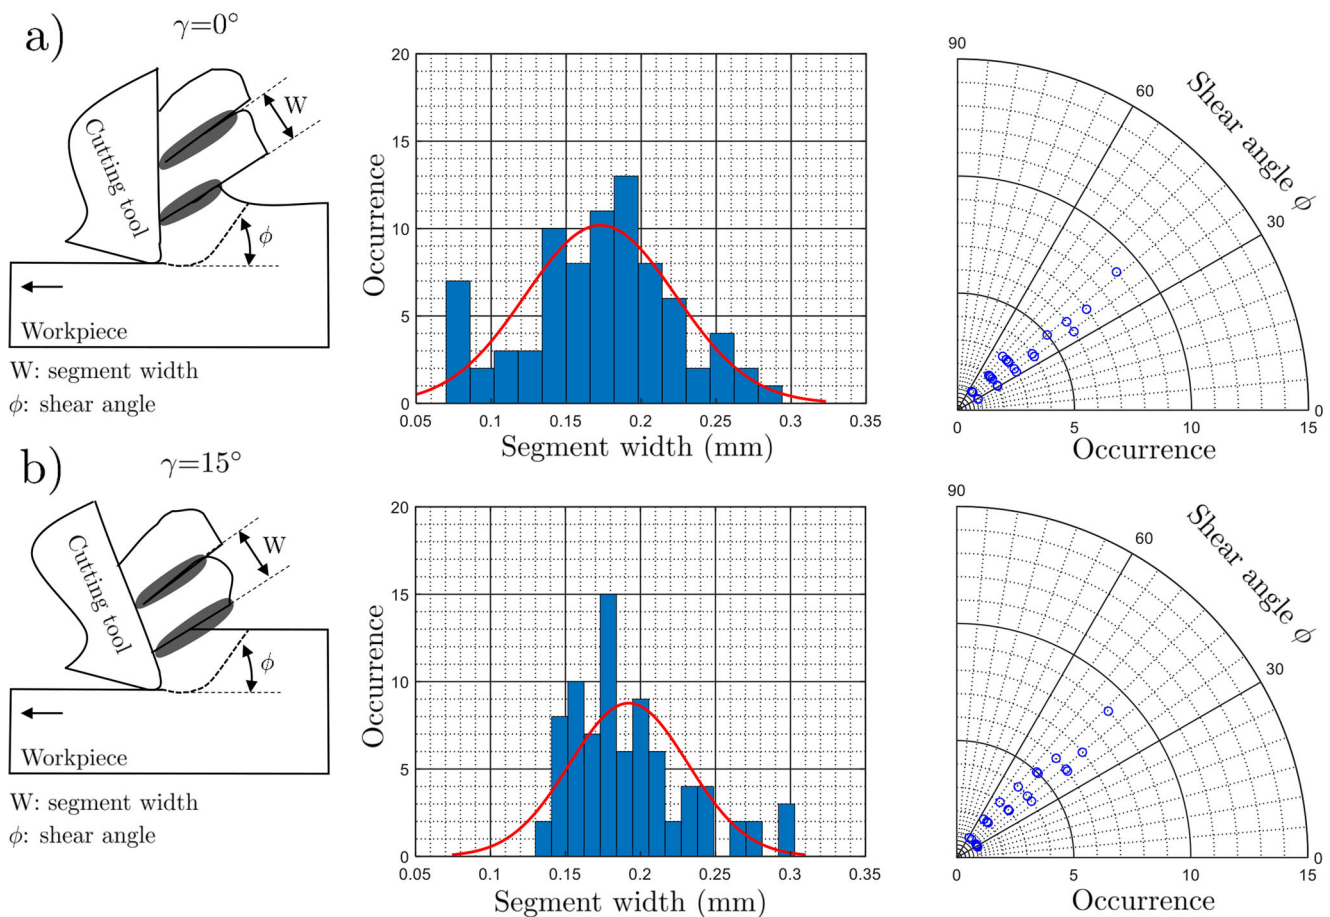 a)
γ=0°
W
Cutting tool
ϕ
Workpiece
W: segment width
ϕ: shear angle
20
15
10
5
0
Occurrence
0.05
0.1
0.15
0.2
0.25
0.3
0.35
Segment width (mm)
90
60
Shear angle ϕ
30
0
0
5
10
15
Occurrence
b)
γ=15°
W
Cutting tool
ϕ
Workpiece
W: segment width
ϕ: shear angle
20
15
10
5
0
Occurrence
0.05
0.1
0.15
0.2
0.25
0.3
0.35
Segment width (mm)
90
60
Shear angle ϕ
30
0
0
5
10
15
Occurrence